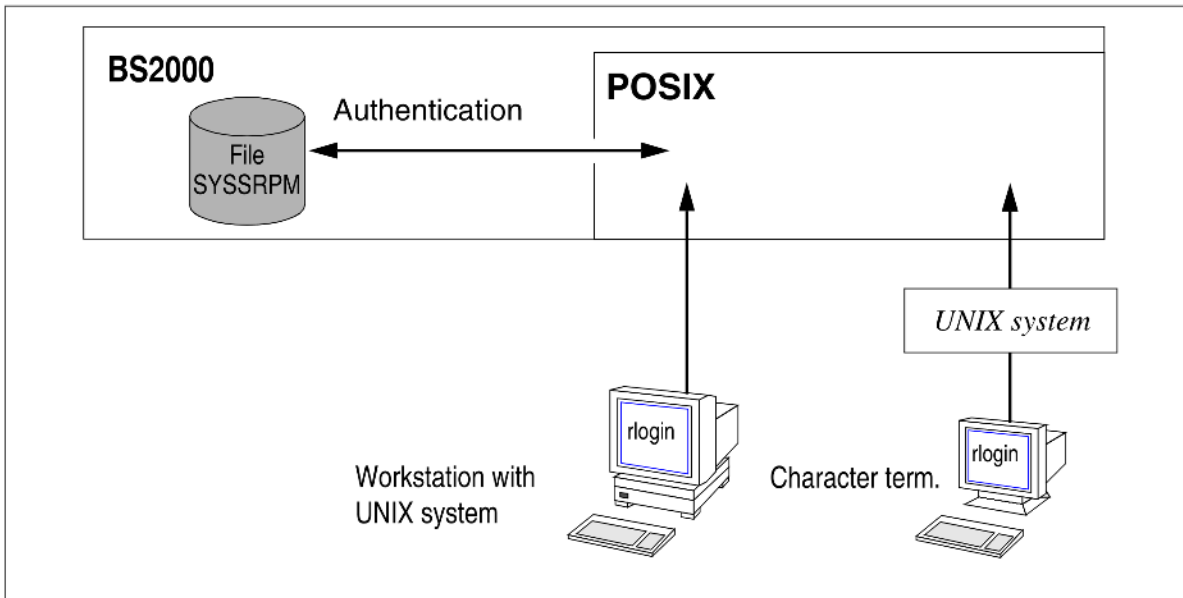 BS2000
POSIX
Authentication
File
SYSSRPM
UNIX system
rlogin
rlogin
Workstation with
UNIX system
Character term.